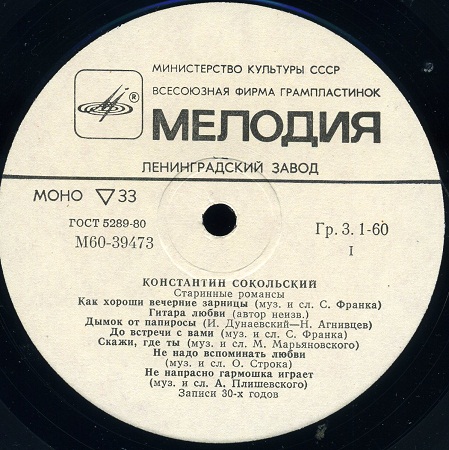 МИНИСТЕРСТВО КУЛЬТУРЫ СССР
ВСЕСОЮЗНАЯ ФИРМА ГРАМПЛАСТИНОК
®
МЕЛОДИЯ
ЛЕНИНГРАДСКИЙ ЗАВОД
МОНО ▽ 33
ГОСТ 5289-80
М60-39473
Гр. 3. 1-60
I
КОНСТАНТИН СОКОЛЬСКИЙ
Старинные романсы
Как хороши вечерние зарницы (муз. и сл. С. Франка)
Гитара любви (автор неизв.)
Дымок от папиросы (И. Дунаевский—Н. Агнивцев)
До встречи с вами (муз. и сл. С. Франка)
Скажи, где ты (муз. и сл. М. Марьяновского)
Не надо вспоминать любви
(муз. и сл. О. Строка)
Не напрасно гармошка играет
(муз. и сл. А. Плишевского)
Записи 30-х годов